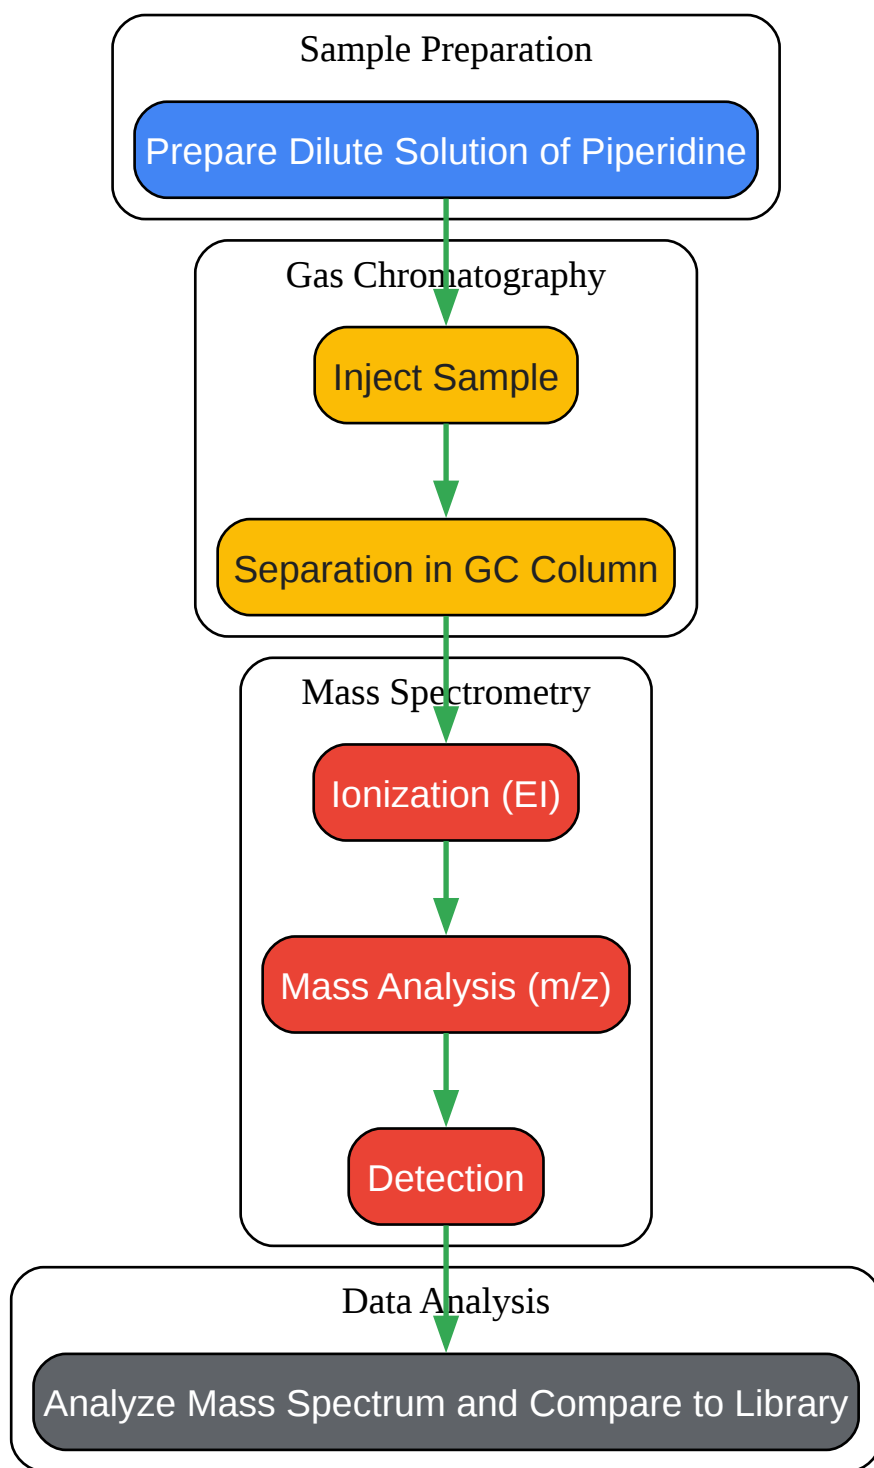 Sample Preparation
Prepare Dilute Solution of Piperidine
Gas Chromatography
Inject Sample
Separation in GC Column
Mass Spectrometry
Ionization (EI)
Mass Analysis (m/z)
Detection
Data Analysis
Analyze Mass Spectrum and Compare to Library